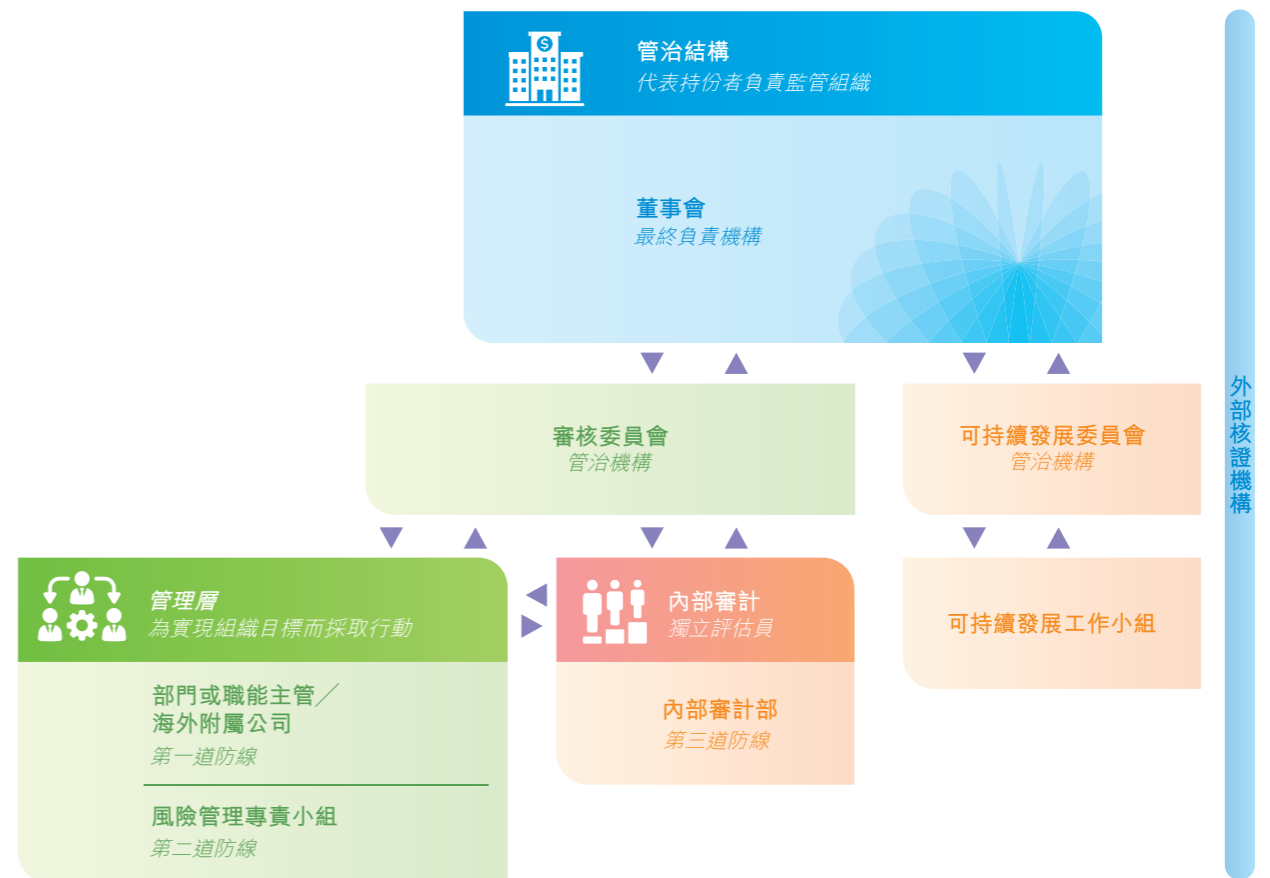 管治結構
代表持份者負責監管組織
董事會
最終負責機構
審核委員會
管治機構
可持續發展委員會
管治機構
管理層
為實現組織目標而採取行動
部門或職能主管╱
海外附屬公司
第一道防線
風險管理專責小組
第二道防線
內部審計
獨立評估員
內部審計部
第三道防線
可持續發展工作小組
外部核證機構